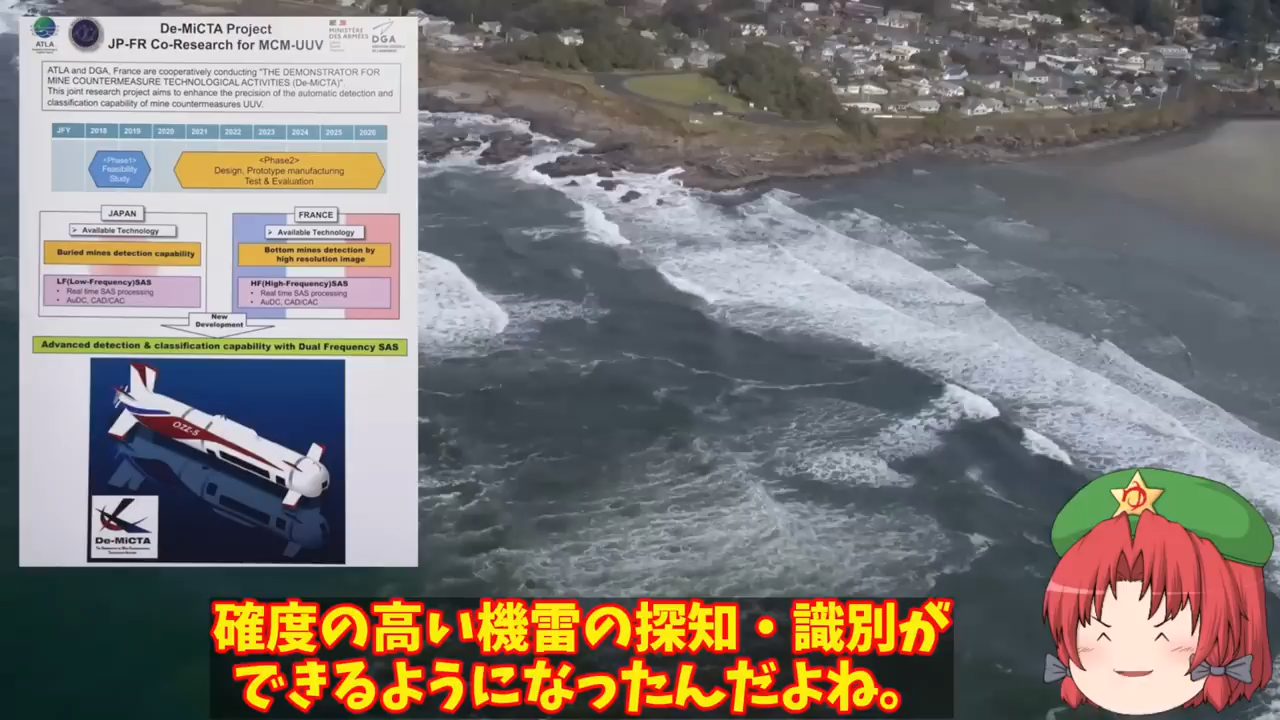 De-MiCTA Project
JP-FR Co-Research for MCM-UUV
ATLA
MINISTÈRE
DES ARMÉES
DGA
ATLA and DGA, France are cooperatively conducting "THE DEMONSTRATOR FOR
MINE COUNTERMEASURE TECHNOLOGICAL ACTIVITIES (De-MiCTA)".
This joint research project aims to enhance the precision of the automatic detection and
classification capability of mine countermeasures UUV.
JFY 2018 2019 2020 2021 2022 2023 2024 2025 2026
<Phase1>
Feasibility
Study
<Phase2>
Design, Prototype manufacturing
Test & Evaluation
JAPAN
➢ Available Technology
Buried mines detection capability
LF(Low-Frequency)SAS
• Real time SAS processing
• AuDC, CAD/CAC
FRANCE
➢ Available Technology
Bottom mines detection by
high resolution image
HF(High-Frequency)SAS
• Real time SAS processing
• AuDC, CAD/CAC
New
Development
Advanced detection & classification capability with Dual Frequency SAS
OZZ-5
De-MiCTA
ゆ
確度の高い機雷の探知・識別が
できるようになったんだよね。